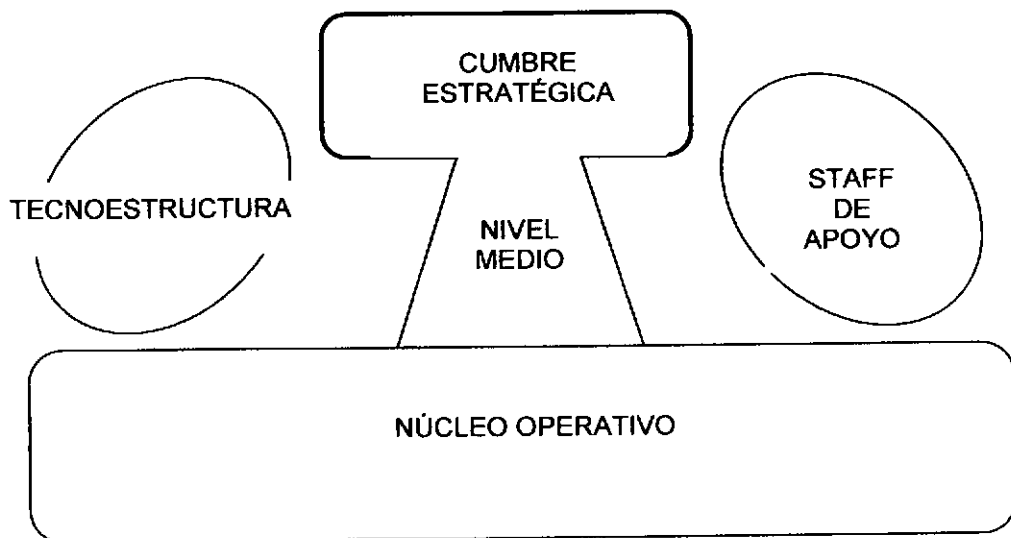 CUMBRE
ESTRATÉGICA
TECNOESTRUCTURA
NIVEL
MEDIO
STAFF
DE
APOYO
NÚCLEO OPERATIVO